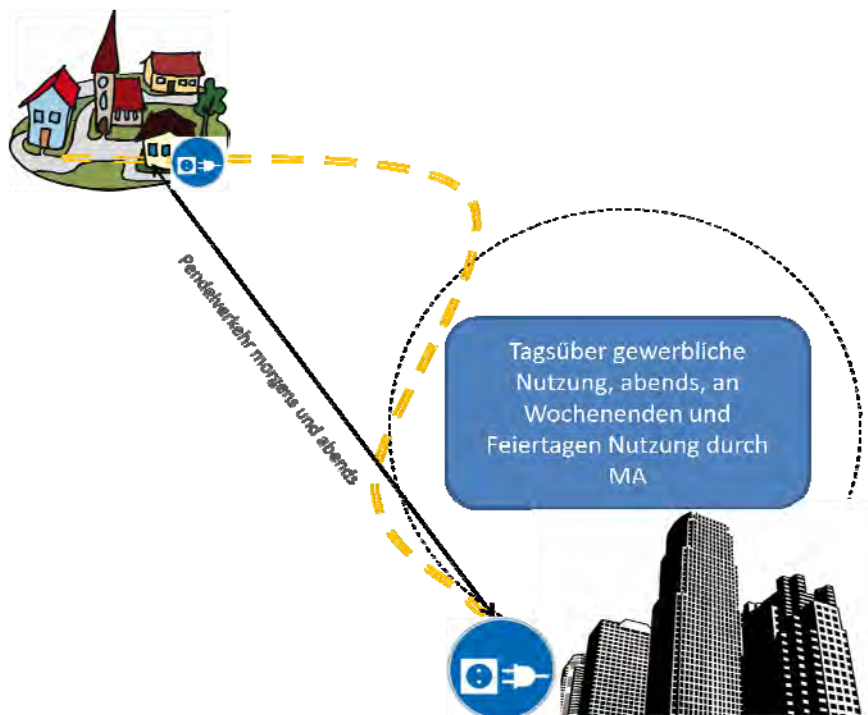 Pendelverkehr morgens und abends
Tagsüber gewerbliche
Nutzung, abends, an
Wochenenden und
Feiertagen Nutzung durch
MA